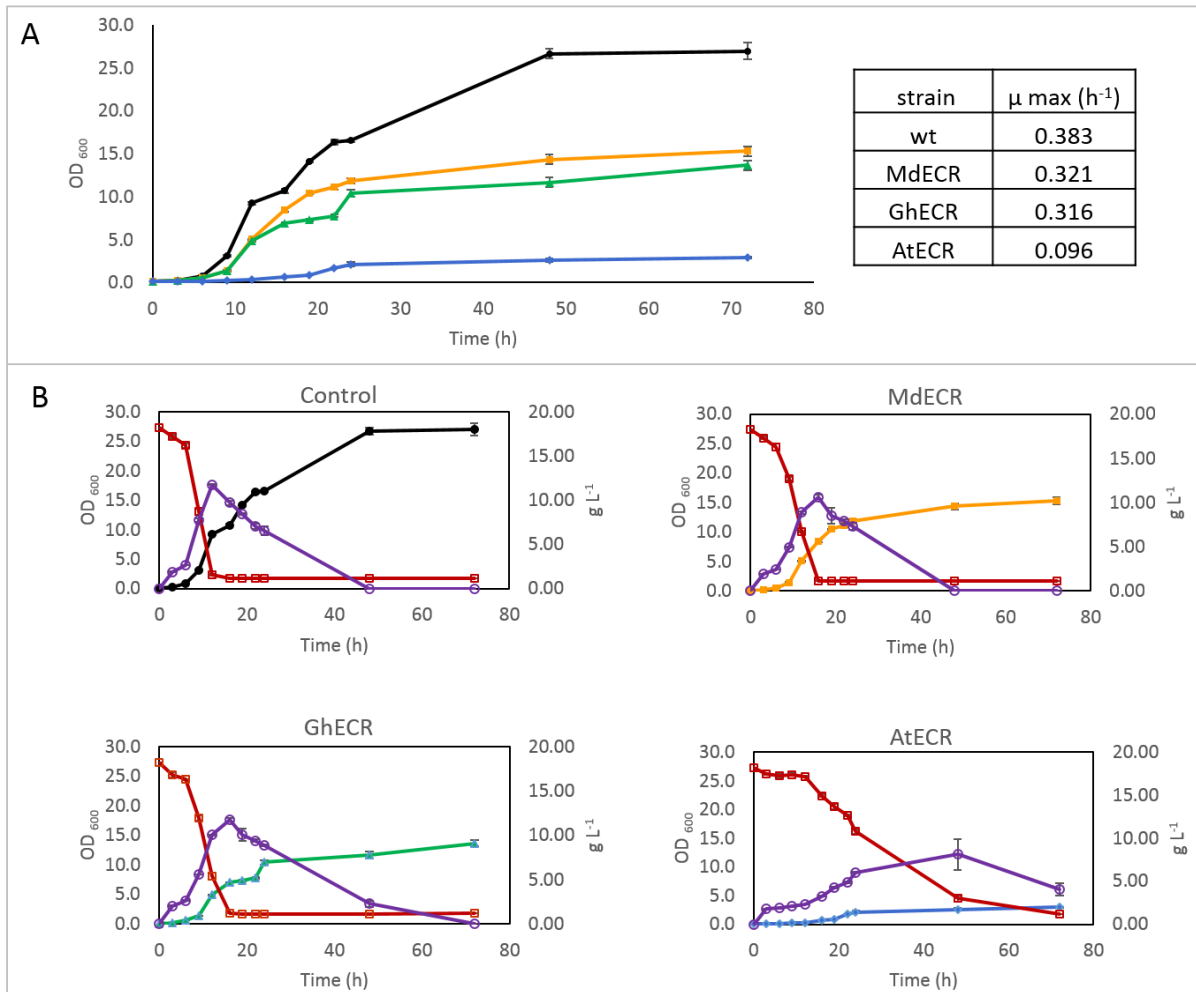 A
30.0
25.0
20.0
15.0
10.0
5.0
0.0
OD 600
0 10 20 30 40 50 60 70 80
Time (h)
strain μ max (h-1)
wt 0.383
MdECR 0.321
GhECR 0.316
AtECR 0.096
B
Control
30.0 20.00
25.0
20.0 15.00
15.0 10.00
10.0
5.0 5.00
0.0 0.00
OD 600
g L-1
0 20 40 60 80
Time (h)
MdECR
30.0 20.00
25.0
20.0 15.00
15.0 10.00
10.0
5.0 5.00
0.0 0.00
OD 600
g L-1
0 20 40 60 80
Time (h)
GhECR
30.0 20.00
25.0
20.0 15.00
15.0 10.00
10.0
5.0 5.00
0.0 0.00
OD 600
g L-1
0 20 40 60 80
Time (h)
AtECR
30.0 20.00
25.0
20.0 15.00
15.0 10.00
10.0
5.0 5.00
0.0 0.00
OD 600
g L-1
0 20 40 60 80
Time (h)